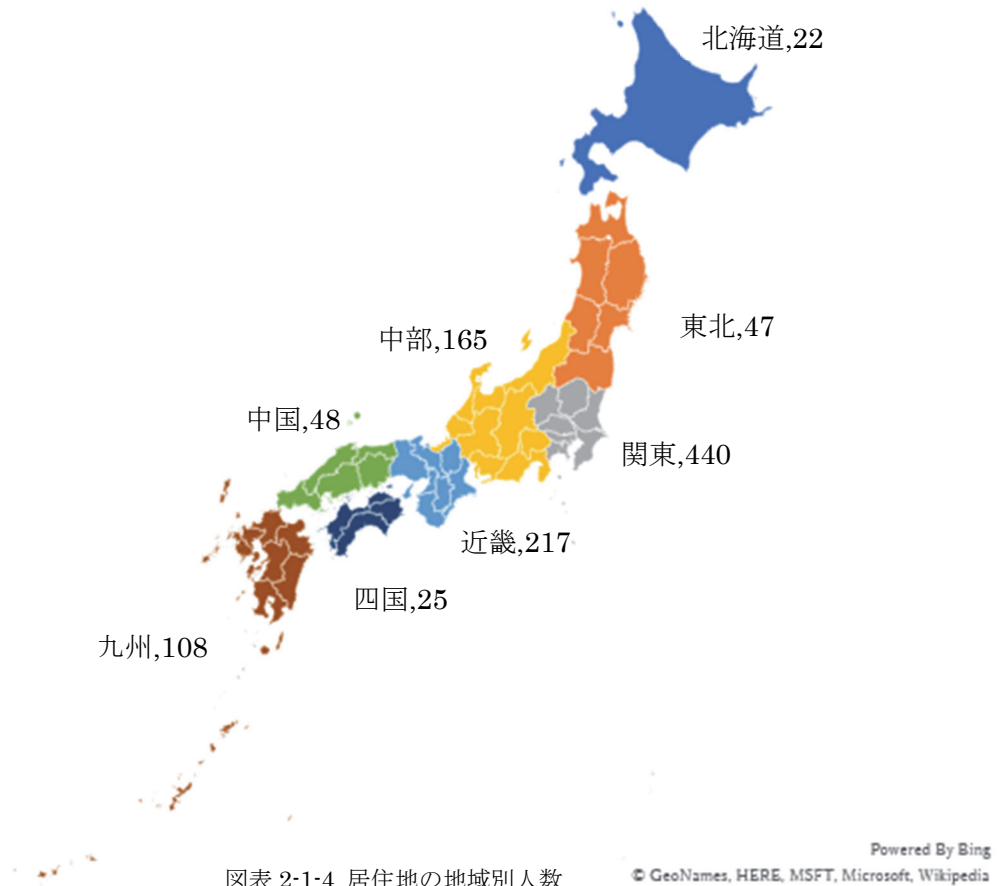 北海道,22
東北,47
中部,165
中国,48
関東,440
近畿,217
四国,25
九州,108
Powered By Bing
© GeoNames, HERE, MSFT, Microsoft, Wikipedia
図表 2-1-4 居住地の地域別人数